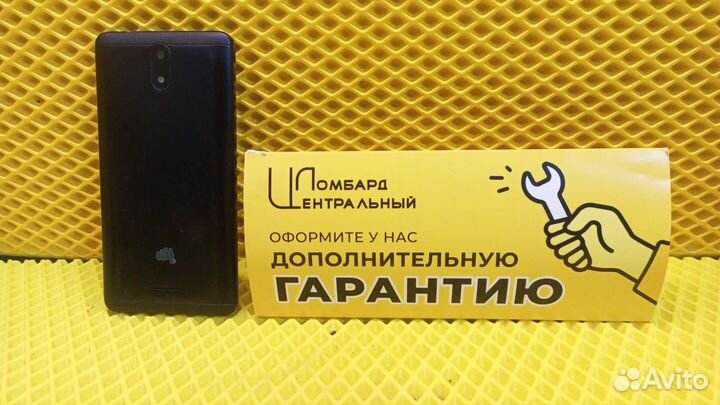 ЛОМБАРД
ЦЕНТРАЛЬНЫЙ
ОФОРМИТЕ У НАС
ДОПОЛНИТЕЛЬНУЮ
ГАРАНТИЮ
Avito